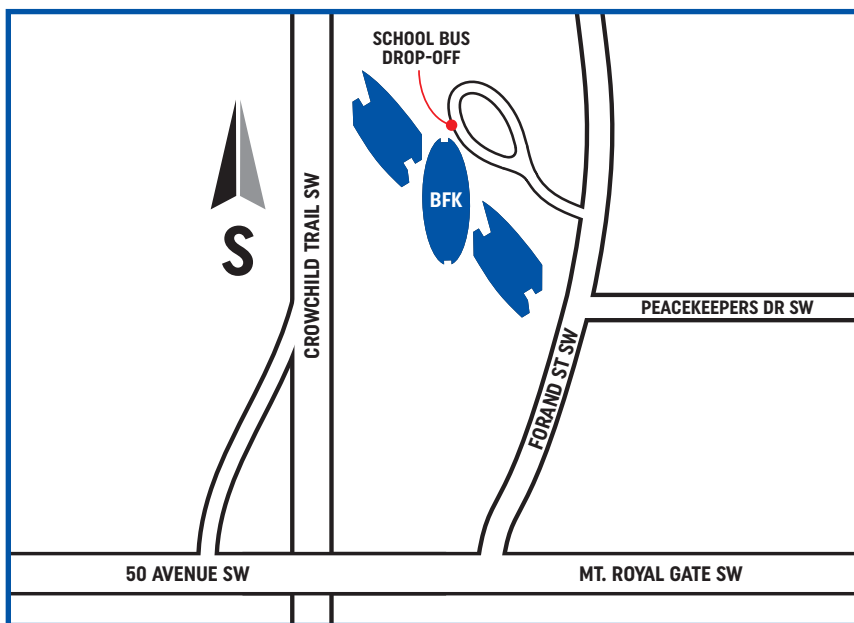 SCHOOL BUS
DROP-OFF
CROWCHILD TRAIL SW
BFK
S
PEACEKEEPERS DR SW
FORAND ST SW
50 AVENUE SW
MT. ROYAL GATE SW